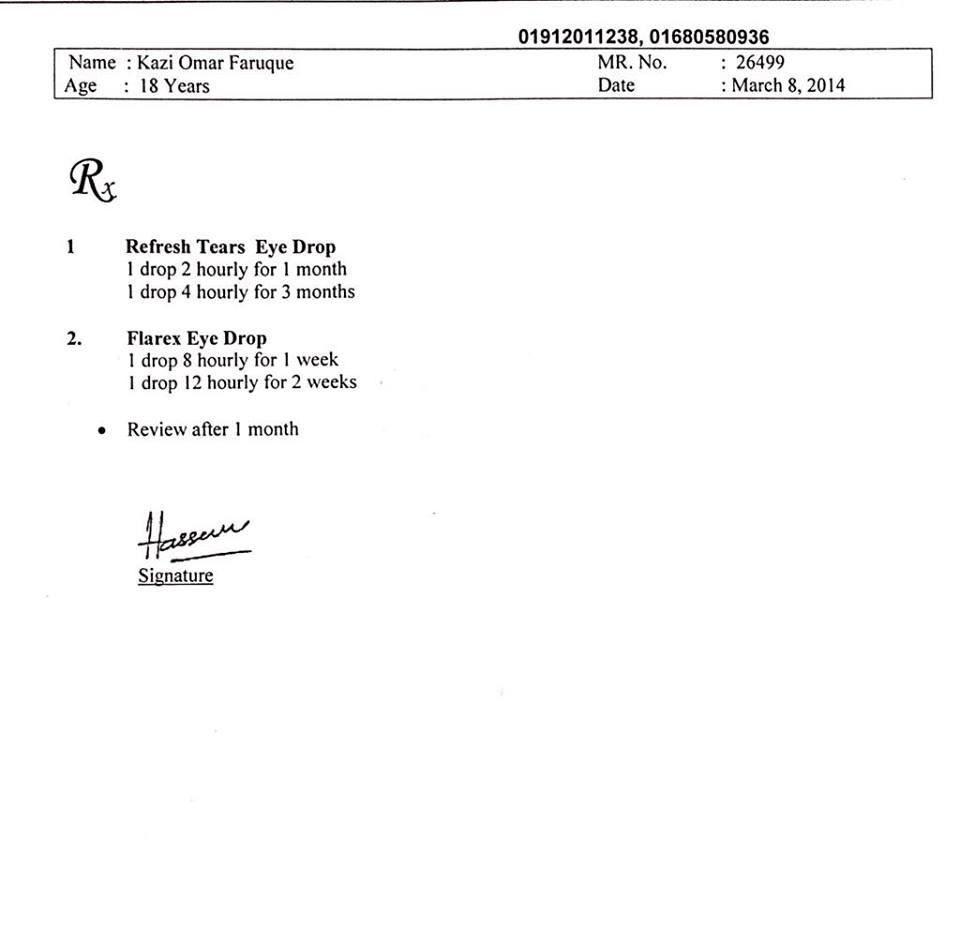 01912011238, 01680580936
Name : Kazi Omar Faruque MR. No. : 26499
Age : 18 Years Date : March 8, 2014
Rx
1 Refresh Tears Eye Drop
1 drop 2 hourly for 1 month
1 drop 4 hourly for 3 months
2. Flarex Eye Drop
1 drop 8 hourly for 1 week
1 drop 12 hourly for 2 weeks
• Review after 1 month
Signature